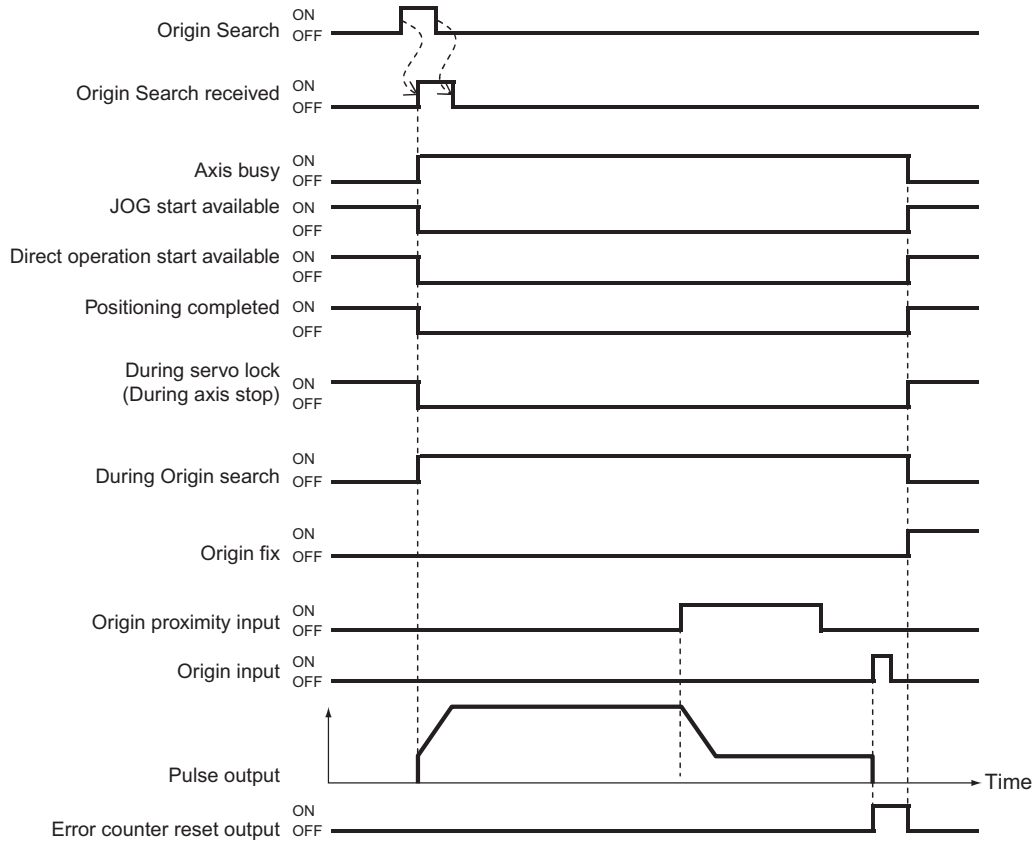 Origin Search ON
OFF
Origin Search received ON
OFF
Axis busy ON
OFF
JOG start available ON
OFF
Direct operation start available ON
OFF
Positioning completed ON
OFF
During servo lock
(During axis stop) ON
OFF
During Origin search ON
OFF
Origin fix ON
OFF
Origin proximity input ON
OFF
Origin input ON
OFF
Pulse output
Time
Error counter reset output ON
OFF